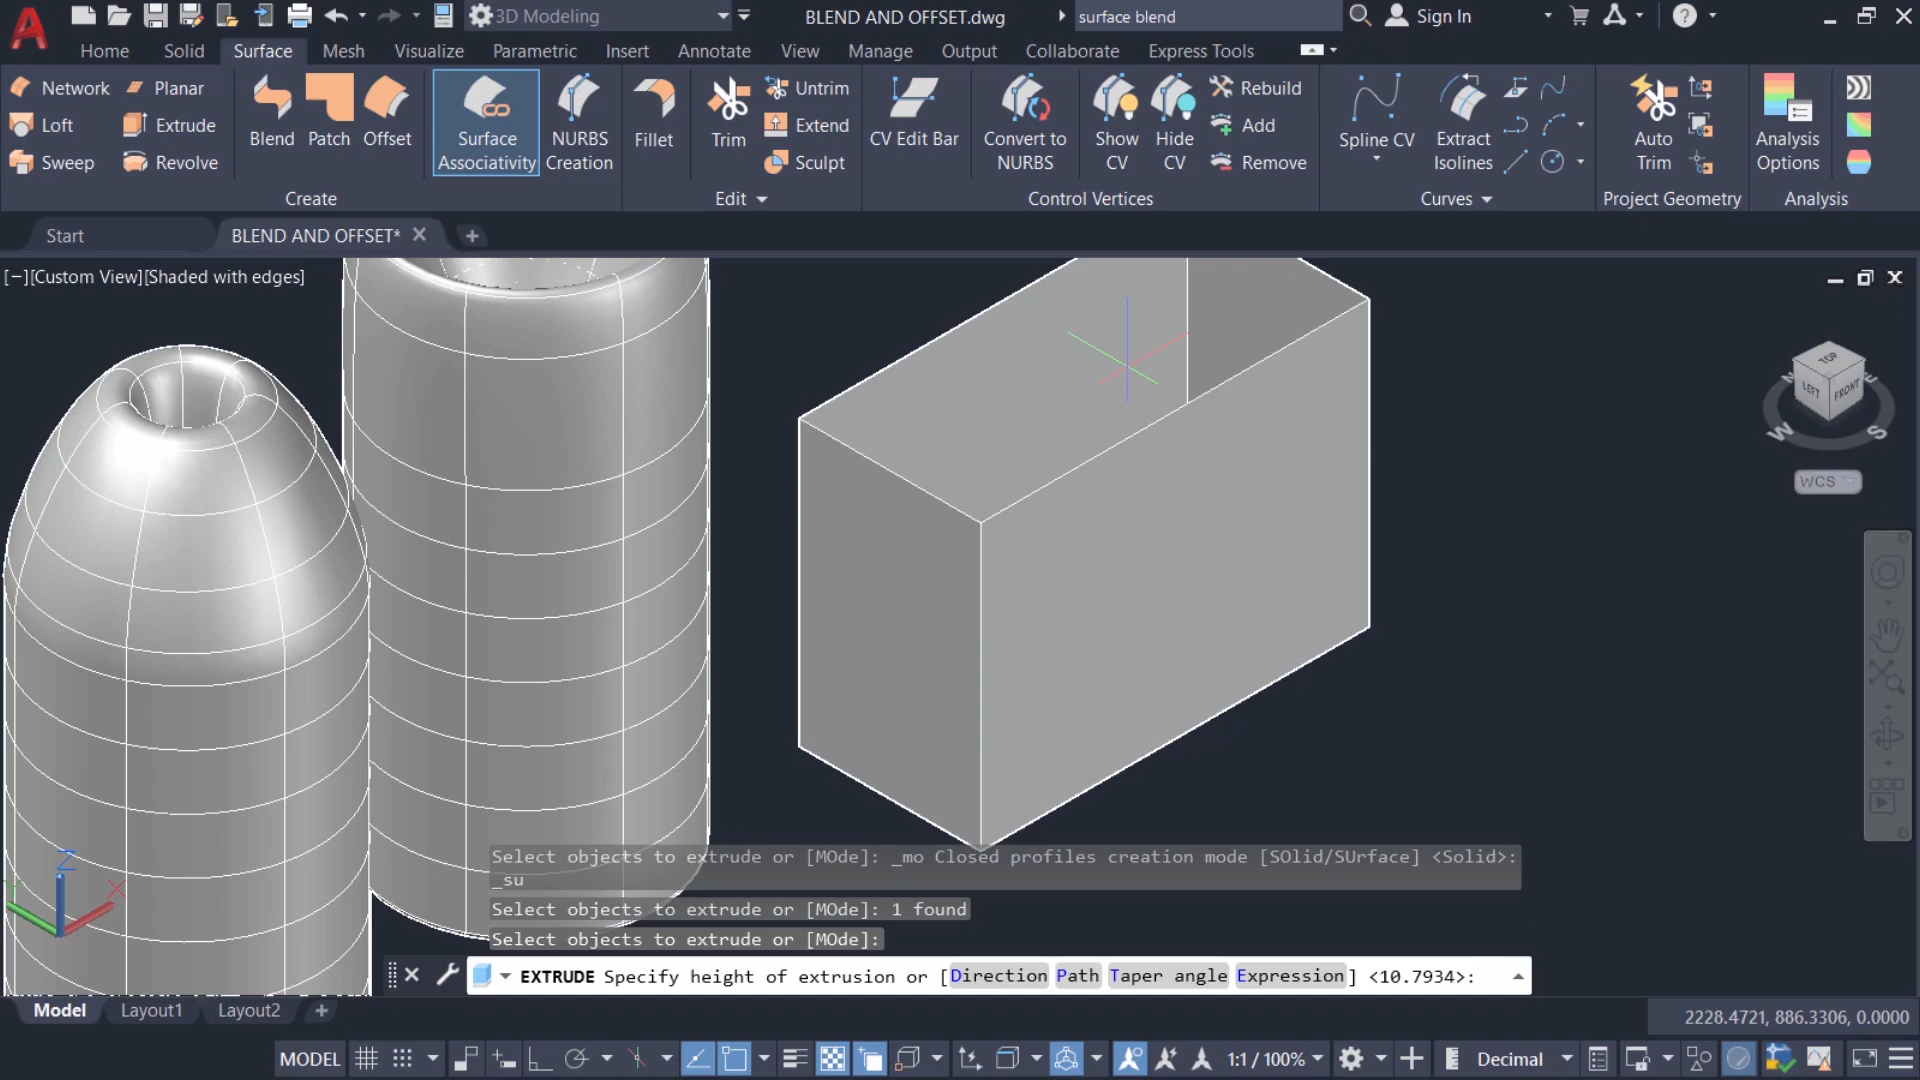 3D Modeling BLEND AND OFFSET.dwg surface blend Sign In
Home Solid Surface Mesh Visualize Parametric Insert Annotate View Manage Output Collaborate Express Tools
Network Planar
Loft Extrude
Sweep Revolve
Blend Patch Offset
Surface
Associativity
NURBS
Creation
Fillet
Trim
Untrim
Extend
Sculpt
CV Edit Bar
Convert to
NURBS
Show
CV
Hide
CV
Rebuild
Add
Remove
Spline CV
Extract
Isolines
Auto
Trim
Analysis
Options
Create Edit Control Vertices Curves Project Geometry Analysis
Start BLEND AND OFFSET*
[−][Custom View][Shaded with edges]
TOP
LEFT FRONT
N E
W S
WCS
Z
X
Y
Select objects to extrude or [MOde]: _mo Closed profiles creation mode [SOlid/SUrface] <Solid>:
_su
Select objects to extrude or [MOde]: 1 found
Select objects to extrude or [MOde]:
EXTRUDE Specify height of extrusion or [Direction Path Taper angle Expression] <10.7934>:
Model Layout1 Layout2
2228.4721, 886.3306, 0.0000
MODEL 1:1 / 100% Decimal